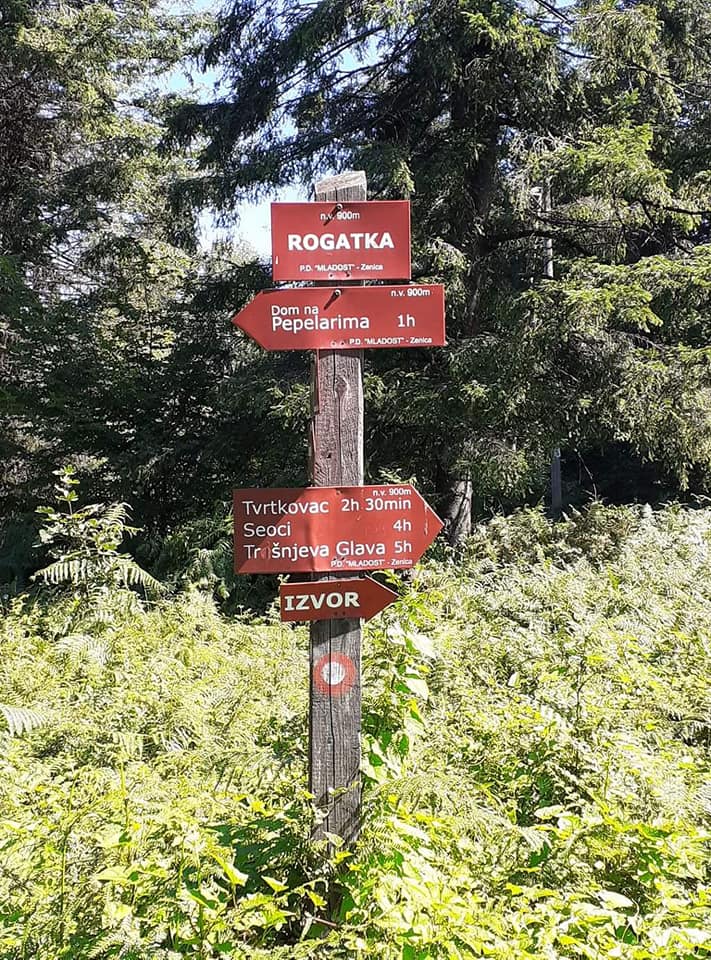 n.v. 900m
ROGATKA
P.D. "MLADOST" - Zenica
n.v. 900m
Dom na
Pepelarima 1h
P.D. "MLADOST" - Zenica
n.v. 900m
Tvrtkovac 2h 30min
Seoci 4h
Glava 5h
P.D. "MLADOST" - Zenica
IZVOR